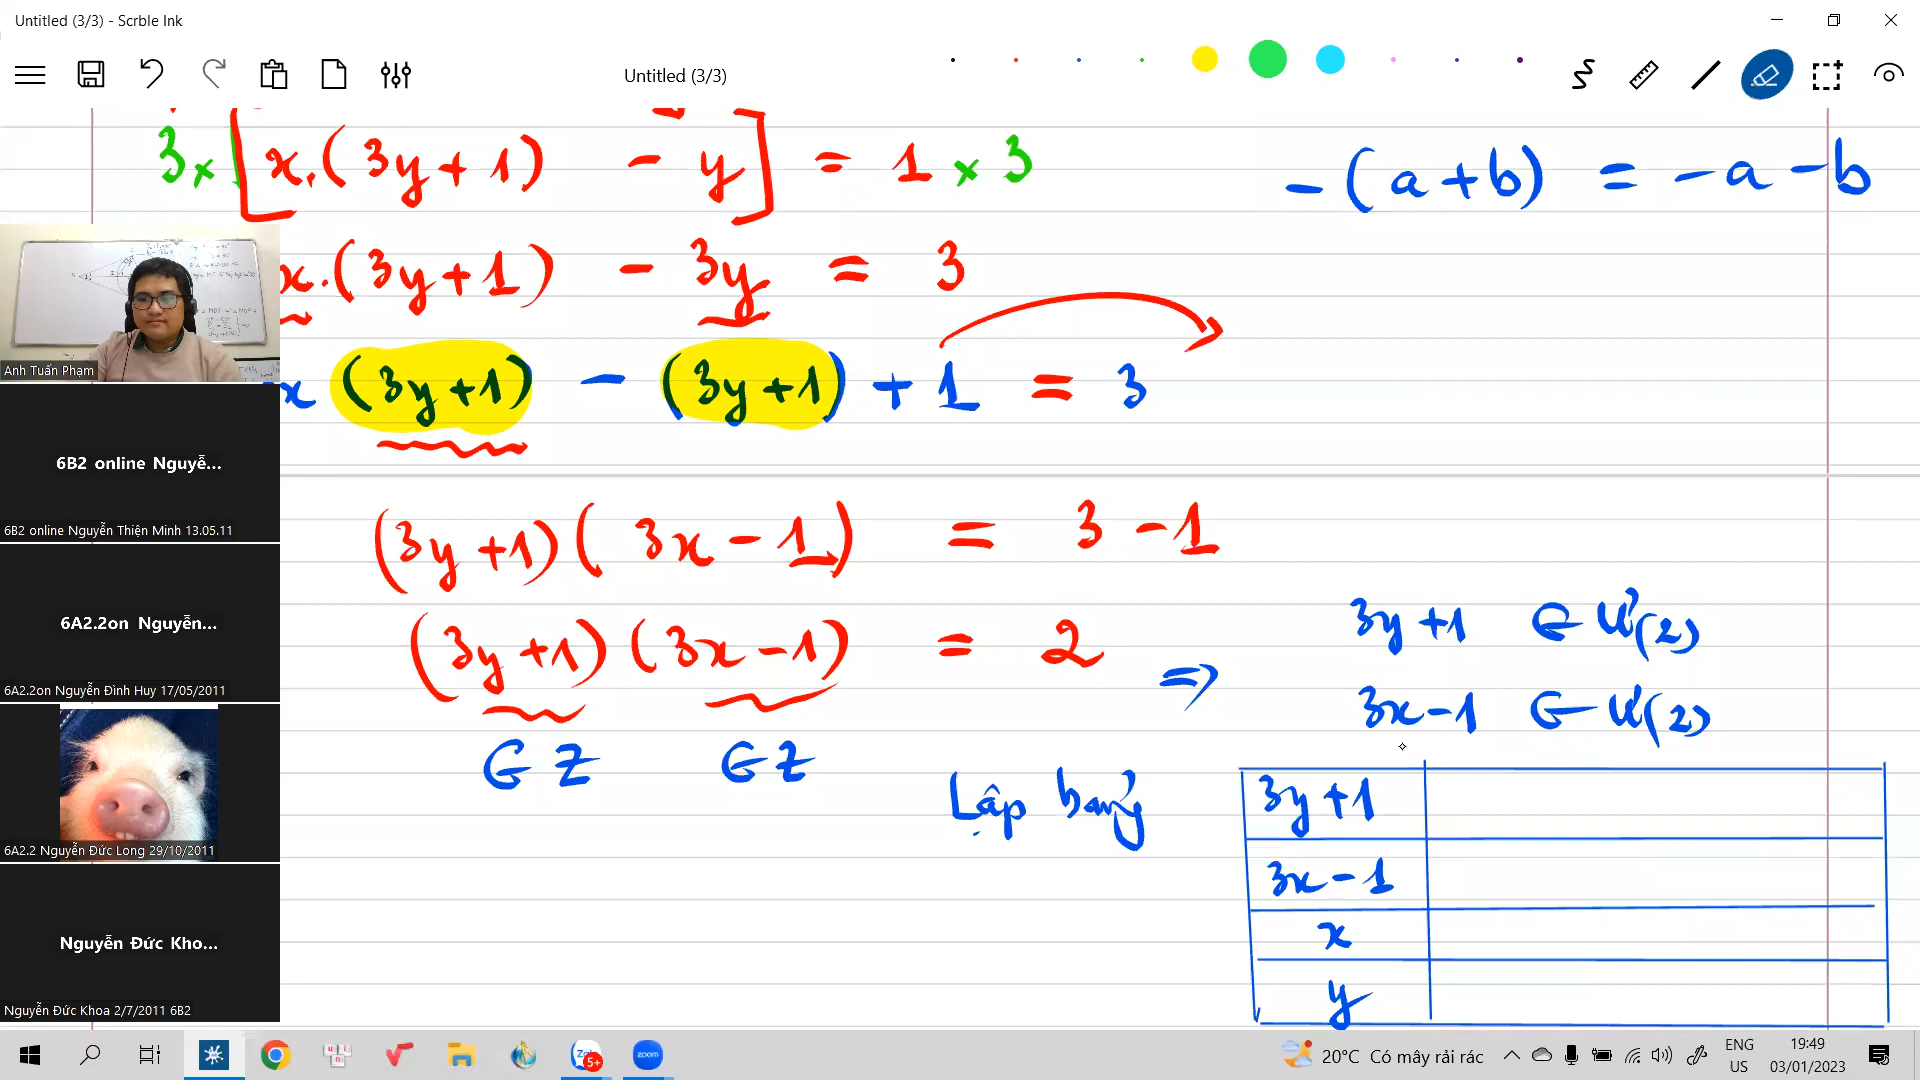 Untitled (3/3) - Scrble Ink
Untitled (3/3)
3 x [x.(3y+1) - y] = 1 x 3
-(a+b) = -a-b
x.(3y+1) - 3y = 3
x (3y+1) - (3y+1) + 1 = 3
(3y+1)(3x-1) = 3-1
(3y+1)(3x-1) = 2 ⇒
3y+1 ∈ Ư(2)
3x-1 ∈ Ư(2)
∈ Z ∈ Z
Lập bảng
3y+1
3x-1
x
y
Anh Tuấn Phạm
6B2 online Nguyễ...
6B2 online Nguyễn Thiện Minh 13.05.11
6A2.2on Nguyễn...
6A2.2on Nguyễn Đình Huy 17/05/2011
6A2.2 Nguyễn Đức Long 29/10/2011
Nguyễn Đức Kho...
Nguyễn Đức Khoa 2/7/2011 6B2
5+
zoom
20°C Có mây rải rác
ENG
US
19:49
03/01/2023